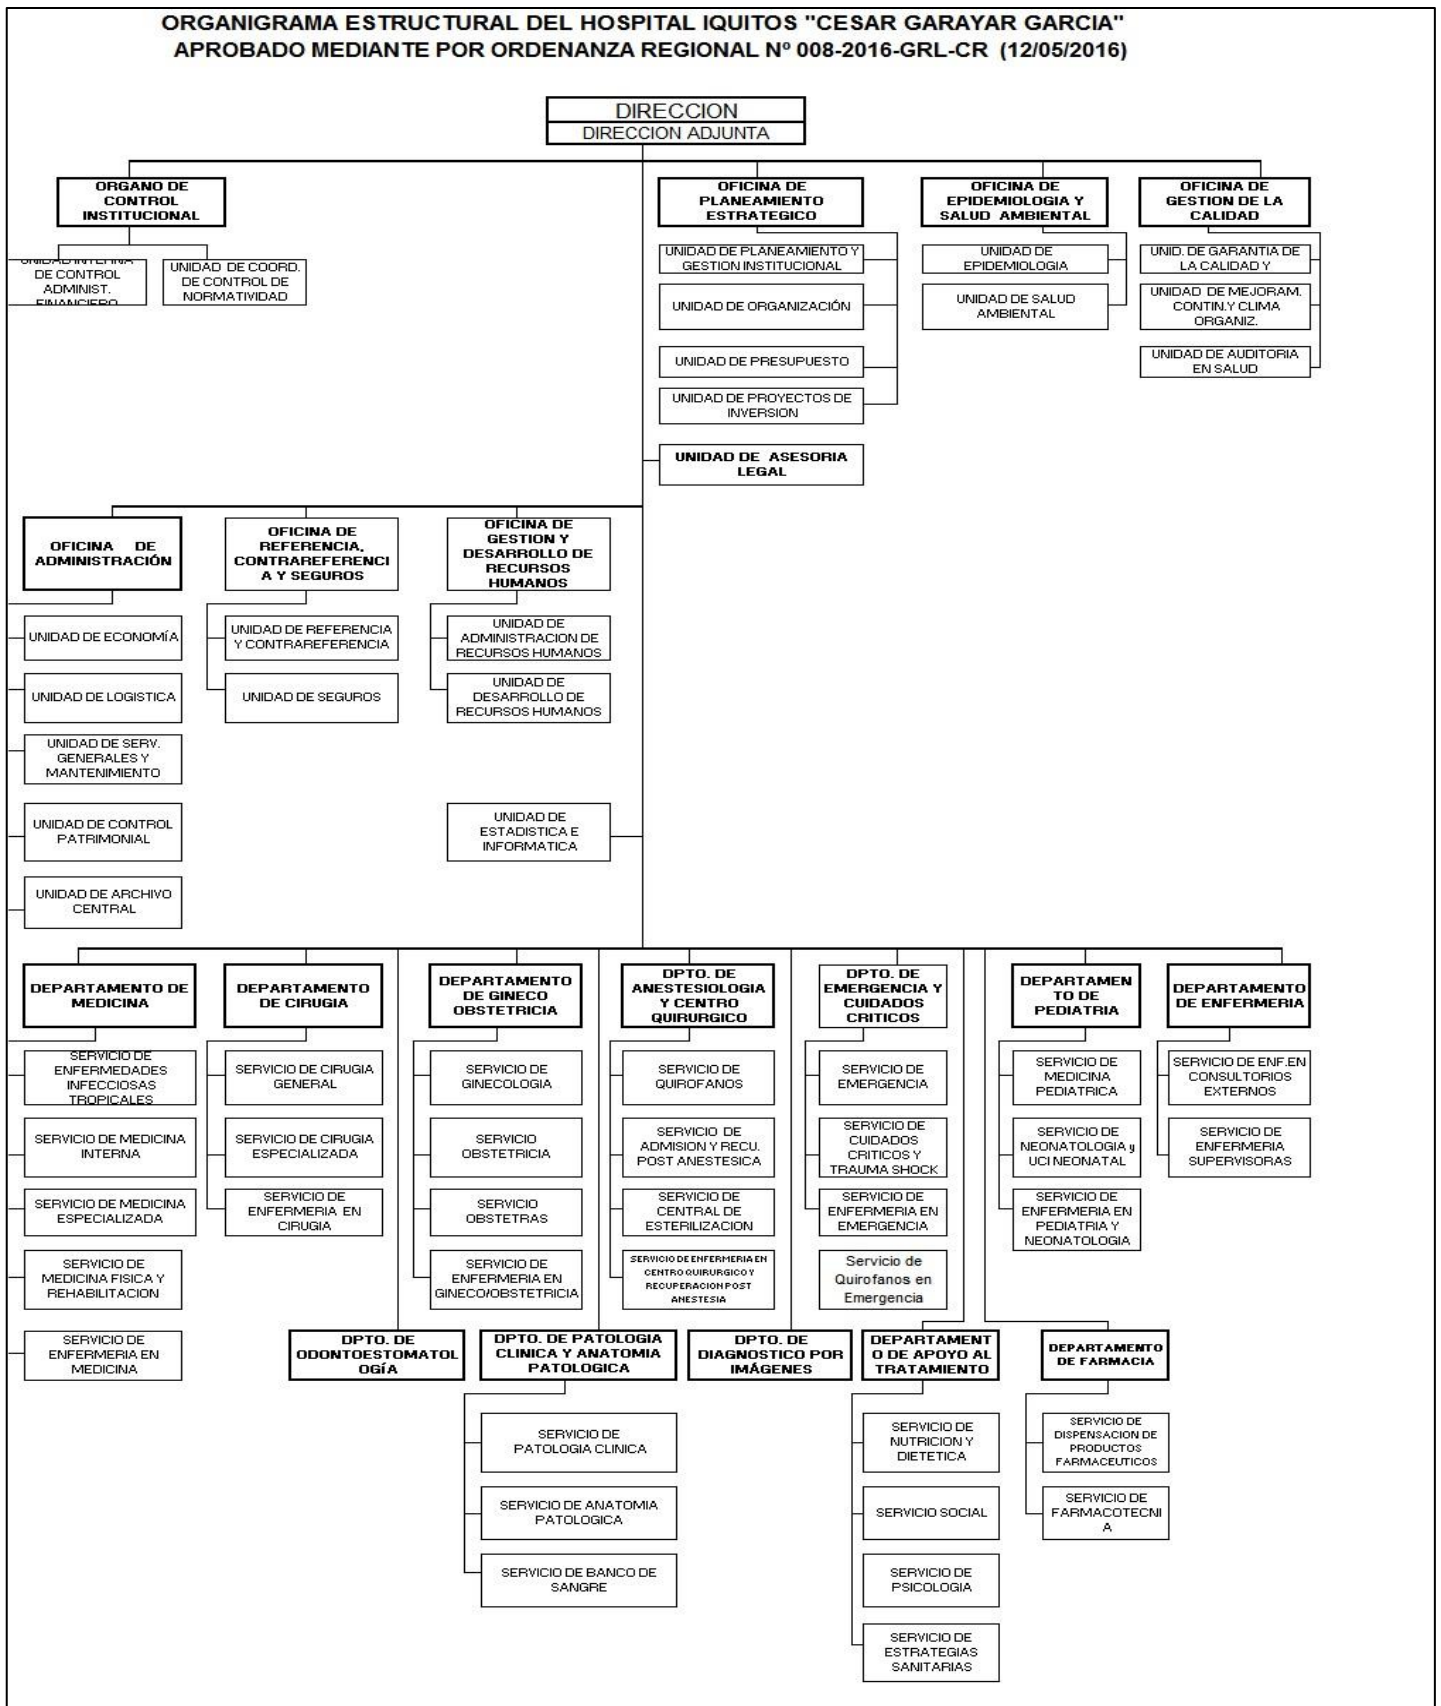 ORGANIGRAMA ESTRUCTURAL DEL HOSPITAL IQUITOS "CESAR GARAYAR GARCIA"
APROBADO MEDIANTE POR ORDENANZA REGIONAL Nº 008-2016-GRL-CR (12/05/2016)
DIRECCION
DIRECCION ADJUNTA
ORGANO DE
CONTROL
INSTITUCIONAL
OFICINA DE
PLANEAMIENTO
ESTRATEGICO
OFICINA DE
EPIDEMIOLOGIA Y
SALUD AMBIENTAL
OFICINA DE
GESTION DE LA
CALIDAD
UNIDAD INTERNA
DE CONTROL
ADMINIST.
FINANCIERO
UNIDAD DE COORD.
DE CONTROL DE
NORMATIVIDAD
UNIDAD DE PLANEAMIENTO Y
GESTION INSTITUCIONAL
UNIDAD DE ORGANIZACIÓN
UNIDAD DE PRESUPUESTO
UNIDAD DE PROYECTOS DE
INVERSION
UNIDAD DE
EPIDEMIOLOGIA
UNIDAD DE SALUD
AMBIENTAL
UNID. DE GARANTIA DE
LA CALIDAD Y
UNIDAD DE MEJORAM.
CONTIN.Y CLIMA
ORGANIZ.
UNIDAD DE AUDITORIA
EN SALUD
UNIDAD DE ASESORIA
LEGAL
OFICINA DE
ADMINISTRACIÓN
OFICINA DE
REFERENCIA,
CONTRAREFERENCI
A Y SEGUROS
OFICINA DE
GESTION Y
DESARROLLO DE
RECURSOS
HUMANOS
UNIDAD DE ECONOMÍA
UNIDAD DE LOGISTICA
UNIDAD DE SERV.
GENERALES Y
MANTENIMIENTO
UNIDAD DE CONTROL
PATRIMONIAL
UNIDAD DE ARCHIVO
CENTRAL
UNIDAD DE REFERENCIA
Y CONTRAREFERENCIA
UNIDAD DE SEGUROS
UNIDAD DE
ADMINISTRACION DE
RECURSOS HUMANOS
UNIDAD DE
DESARROLLO DE
RECURSOS HUMANOS
UNIDAD DE
ESTADISTICA E
INFORMATICA
DEPARTAMENTO DE
MEDICINA
DEPARTAMENTO
DE CIRUGIA
DEPARTAMENTO
DE GINECO
OBSTETRICIA
DPTO. DE
ANESTESIOLOGIA
Y CENTRO
QUIRURGICO
DPTO. DE
EMERGENCIA Y
CUIDADOS
CRITICOS
DEPARTAMEN
TO DE
PEDIATRIA
DEPARTAMENTO
DE ENFERMERIA
SERVICIO DE
ENFERMEDADES
INFECCIOSAS
TROPICALES
SERVICIO DE MEDICINA
INTERNA
SERVICIO DE MEDICINA
ESPECIALIZADA
SERVICIO DE
MEDICINA FISICA Y
REHABILITACION
SERVICIO DE
ENFERMERIA EN
MEDICINA
SERVICIO DE CIRUGIA
GENERAL
SERVICIO DE CIRUGIA
ESPECIALIZADA
SERVICIO DE
ENFERMERIA EN
CIRUGIA
SERVICIO DE
GINECOLOGIA
SERVICIO
OBSTETRICIA
SERVICIO
OBSTETRAS
SERVICIO DE
ENFERMERIA EN
GINECO/OBSTETRICIA
SERVICIO DE
QUIROFANOS
SERVICIO DE
ADMISION Y RECU.
POST ANESTESICA
SERVICIO DE
CENTRAL DE
ESTERILIZACION
SERVICIO DE ENFERMERIA EN
CENTRO QUIRURGICO Y
RECUPERACION POST
ANESTESIA
SERVICIO DE
EMERGENCIA
SERVICIO DE
CUIDADOS
CRITICOS Y
TRAUMA SHOCK
SERVICIO DE
ENFERMERIA EN
EMERGENCIA
Servicio de
Quirofanos en
Emergencia
SERVICIO DE
MEDICINA
PEDIATRICA
SERVICIO DE
NEONATOLOGIA y
UCI NEONATAL
SERVICIO DE
ENFERMERIA EN
PEDIATRIA Y
NEONATOLOGIA
SERVICIO DE ENF.EN
CONSULTORIOS
EXTERNOS
SERVICIO DE
ENFERMERIA
SUPERVISORAS
DPTO. DE
ODONTOESTOMATOL
OGÍA
DPTO. DE PATOLOGIA
CLINICA Y ANATOMIA
PATOLOGICA
DPTO. DE
DIAGNOSTICO POR
IMÁGENES
DEPARTAMENT
O DE APOYO AL
TRATAMIENTO
DEPARTAMENTO
DE FARMACIA
SERVICIO DE
PATOLOGIA CLINICA
SERVICIO DE ANATOMIA
PATOLOGICA
SERVICIO DE BANCO DE
SANGRE
SERVICIO DE
NUTRICION Y
DIETETICA
SERVICIO SOCIAL
SERVICIO DE
PSICOLOGIA
SERVICIO DE
ESTRATEGIAS
SANITARIAS
SERVICIO DE
DISPENSACION DE
PRODUCTOS
FARMACEUTICOS
SERVICIO DE
FARMACOTECNI
A